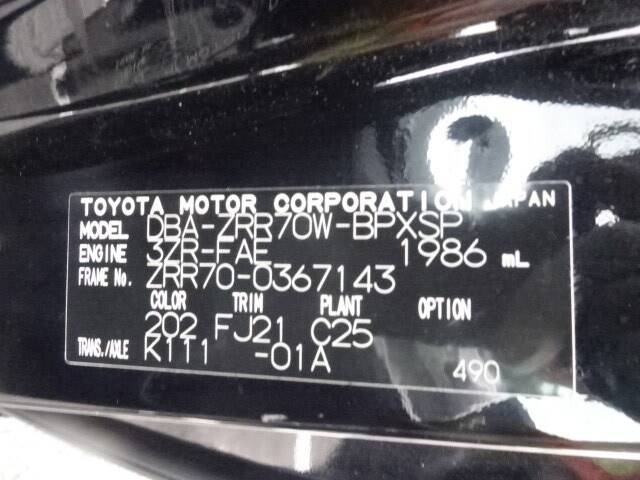 TOYOTA MOTOR CORPORATION JAPAN
MODEL DBA-ZRR70W-BPXSP
ENGINE 3ZR-FAE 1986 mL
FRAME No. ZRR70-0367143
COLOR TRIM PLANT OPTION
202 FJ21 C25
TRANS./AXLE K111 -01A
490